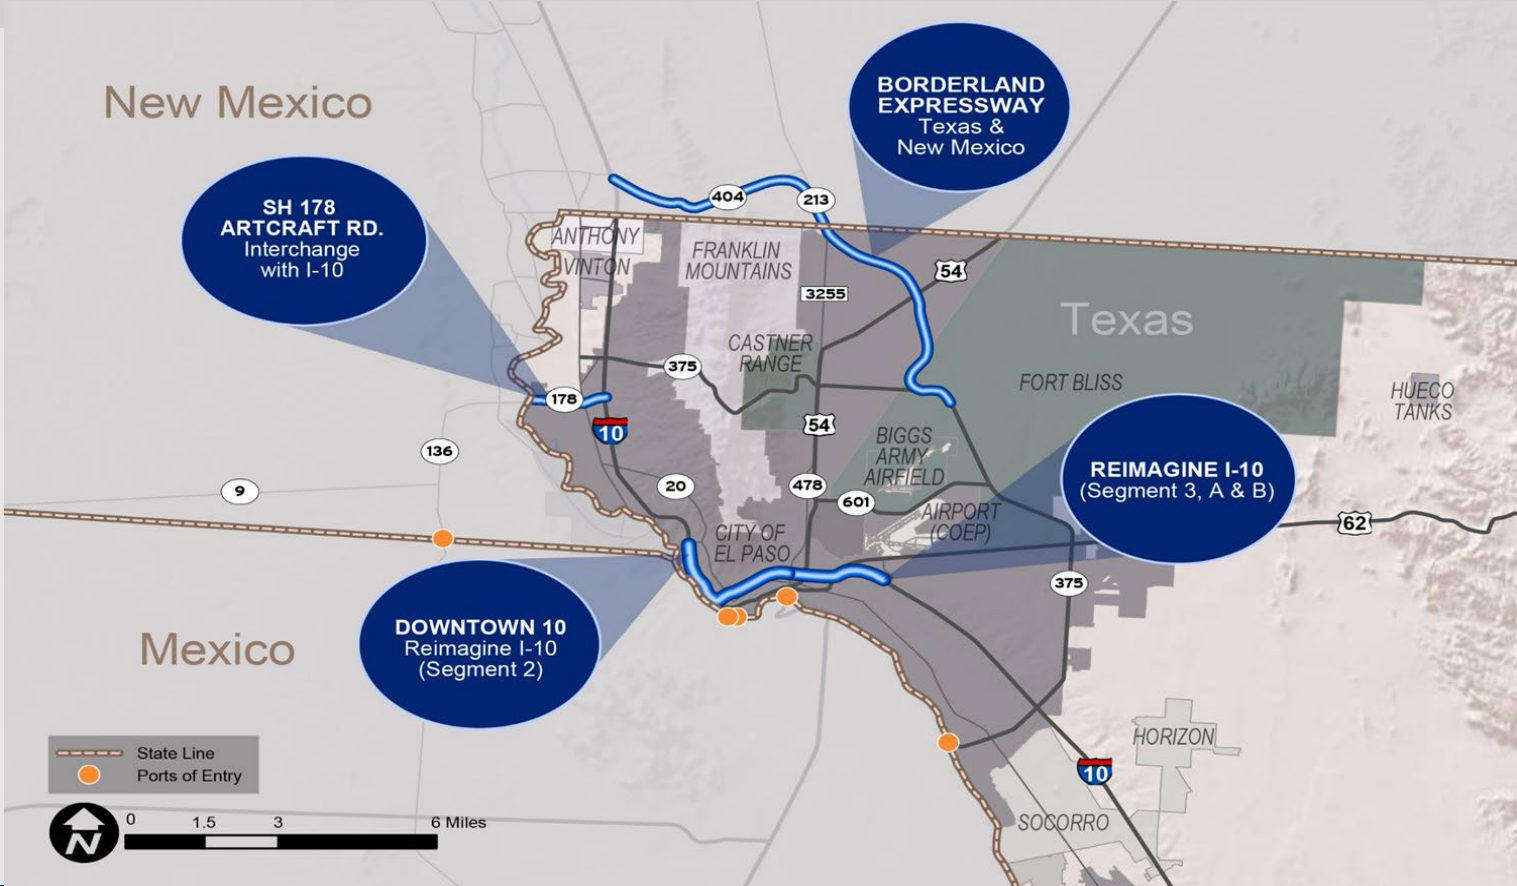 New Mexico
BORDERLAND
EXPRESSWAY
Texas &
New Mexico
SH 178
ARTCRAFT RD.
Interchange
with I-10
404
213
ANTHONY
VINTON
FRANKLIN
MOUNTAINS
54
3255
Texas
CASTNER
RANGE
375
FORT BLISS
HUECO
TANKS
178
10
54
136
BIGGS
ARMY
AIRFIELD
REIMAGINE I-10
(Segment 3, A & B)
9
20
478
601
AIRPORT
(COEP)
62
CITY OF
EL PASO
375
DOWNTOWN 10
Reimagine I-10
(Segment 2)
Mexico
HORIZON
State Line
Ports of Entry
10
SOCORRO
N
0 1.5 3 6 Miles